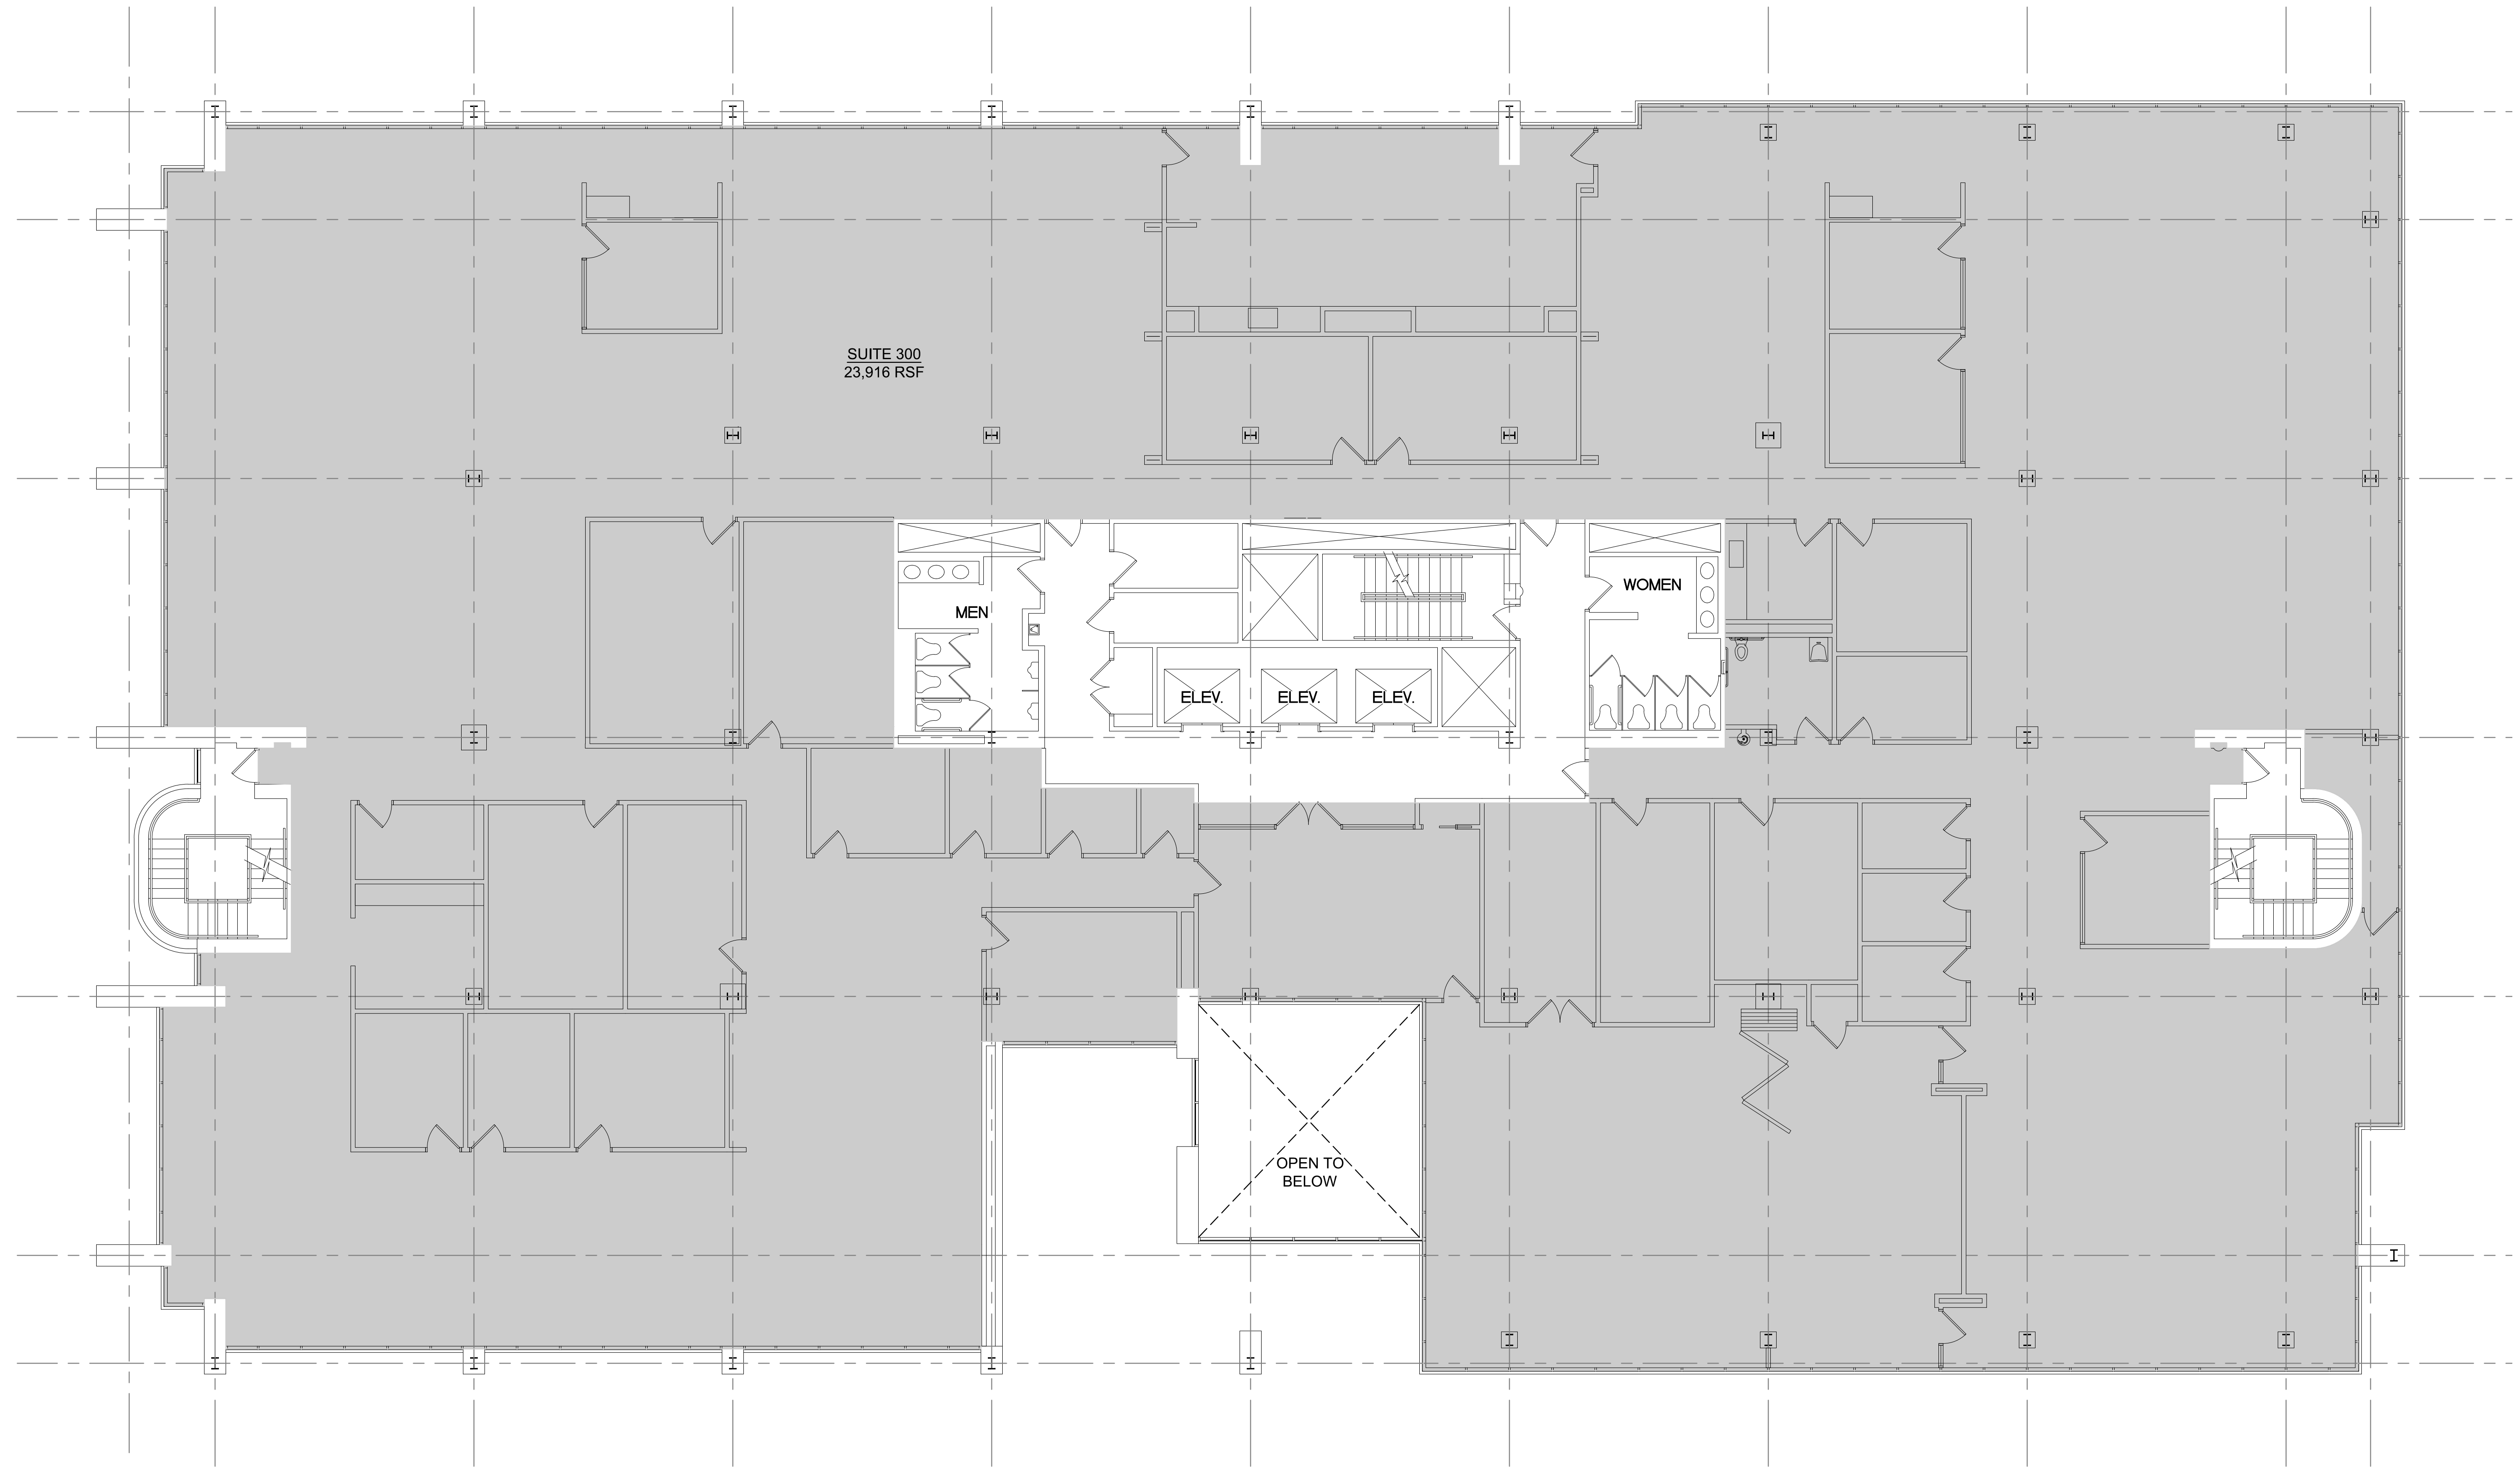 SUITE 300
23,916 RSF
WOMEN
MEN
ELEV.
ELEV.
ELEV.
OPEN TO
BELOW